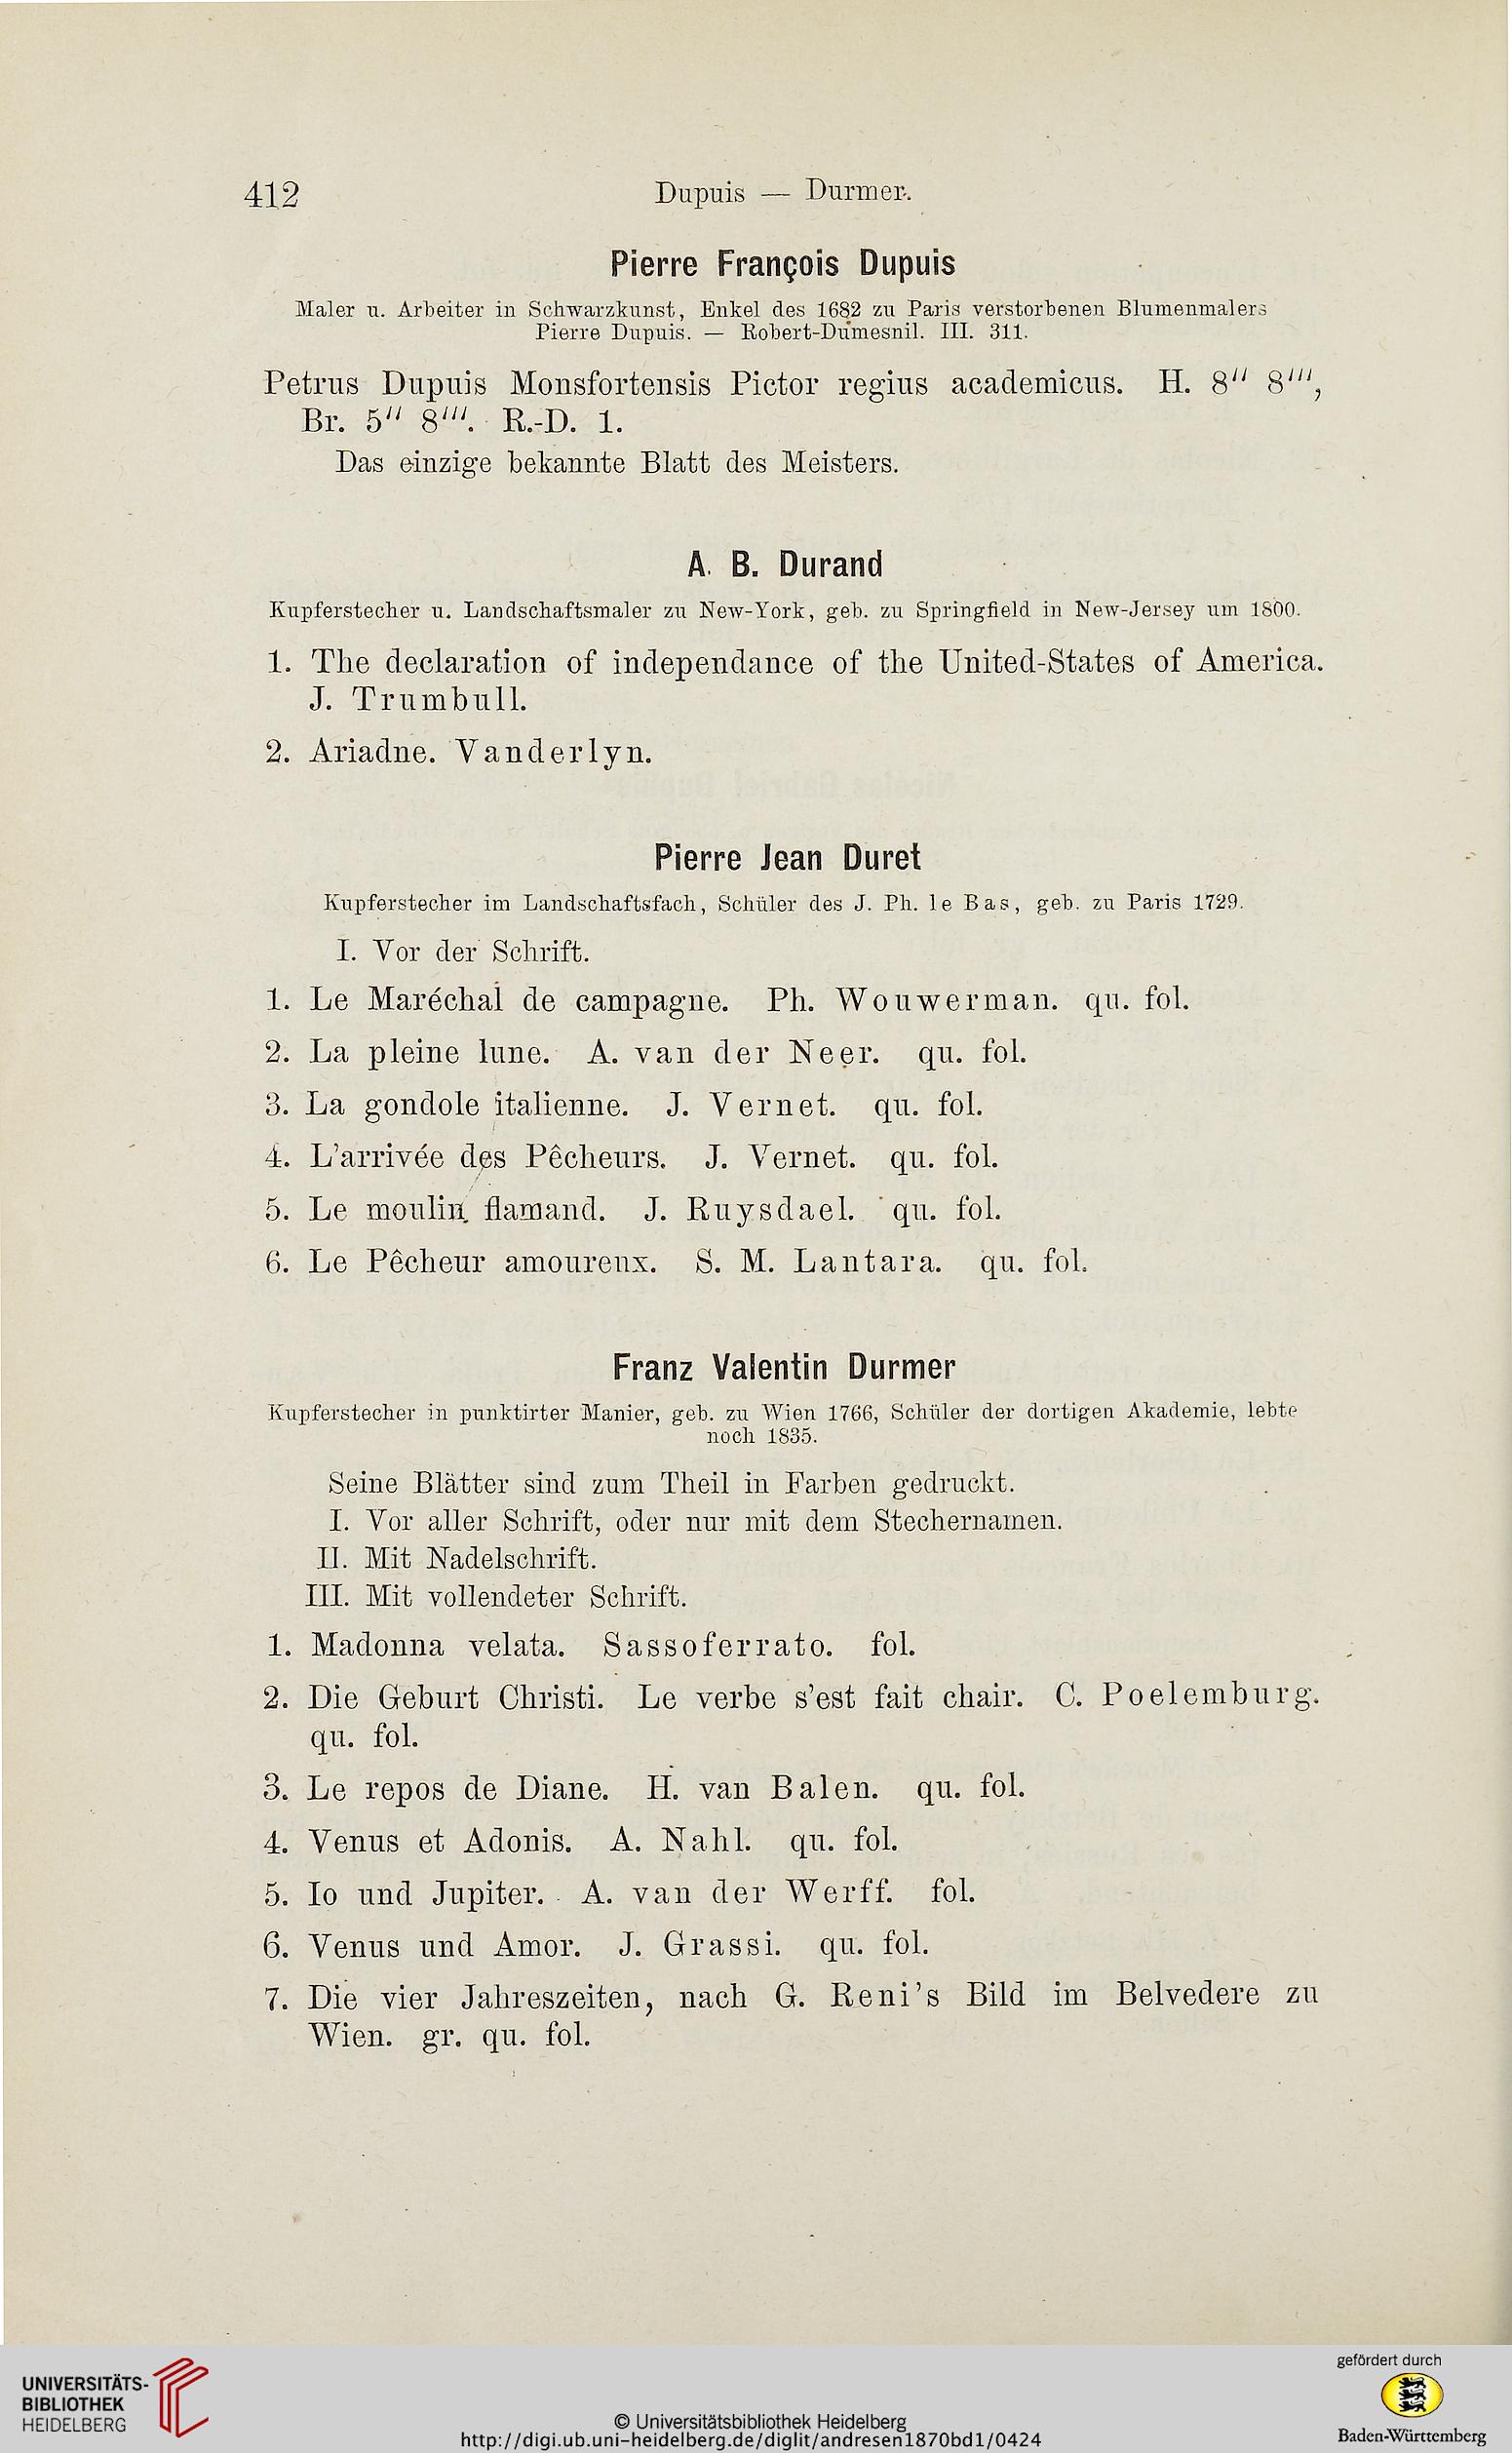 412
Dupuis — Durmer.
Pierre François Dupuis
Maler u. Arbeiter in Schwarzkunst, Enkel des 1682 zu Paris verstorbenen Blumenmalers
Pierre Dupuis. — Robert-Dumesnil. III. 311.
Petrus Dupuis Monsfortensis Pictor regius academicus. H. 8″ 8‴,
Br. 5″ 8‴. R.-D. 1.
Das einzige bekannte Blatt des Meisters.
A. B. Durand
Kupferstecher u. Landschaftsmaler zu New-York, geb. zu Springfield in New-Jersey um 1800.
1. The declaration of independance of the United-States of America.
J. Trumbull.
2. Ariadne. Vanderlyn.
Pierre Jean Duret
Kupferstecher im Landschaftsfach, Schüler des J. Ph. le Bas, geb. zu Paris 1729.
I. Vor der Schrift.
1. Le Maréchal de campagne. Ph. Wouwerman. qu. fol.
2. La pleine lune. A. van der Neer. qu. fol.
3. La gondole italienne. J. Vernet. qu. fol.
4. L'arrivée des Pêcheurs. J. Vernet. qu. fol.
5. Le moulin flamand. J. Ruysdael. qu. fol.
6. Le Pêcheur amoureux. S. M. Lantara. qu. fol.
Franz Valentin Durmer
Kupferstecher in punktirter Manier, geb. zu Wien 1766, Schüler der dortigen Akademie, lebte
noch 1835.
Seine Blätter sind zum Theil in Farben gedruckt.
I. Vor aller Schrift, oder nur mit dem Stechernamen.
II. Mit Nadelschrift.
III. Mit vollendeter Schrift.
1. Madonna velata. Sassoferrato. fol.
2. Die Geburt Christi. Le verbe s'est fait chair. C. Poelemburg.
qu. fol.
3. Le repos de Diane. H. van Balen. qu. fol.
4. Venus et Adonis. A. Nahl. qu. fol.
5. Io und Jupiter. A. van der Werff. fol.
6. Venus und Amor. J. Grassi. qu. fol.
7. Die vier Jahreszeiten, nach G. Reni's Bild im Belvedere zu
Wien. gr. qu. fol.
UNIVERSITÄTS-
BIBLIOTHEK
HEIDELBERG
© Universitätsbibliothek Heidelberg
http://digi.ub.uni-heidelberg.de/diglit/andresen1870bd1/0424
gefördert durch
Baden-Württemberg